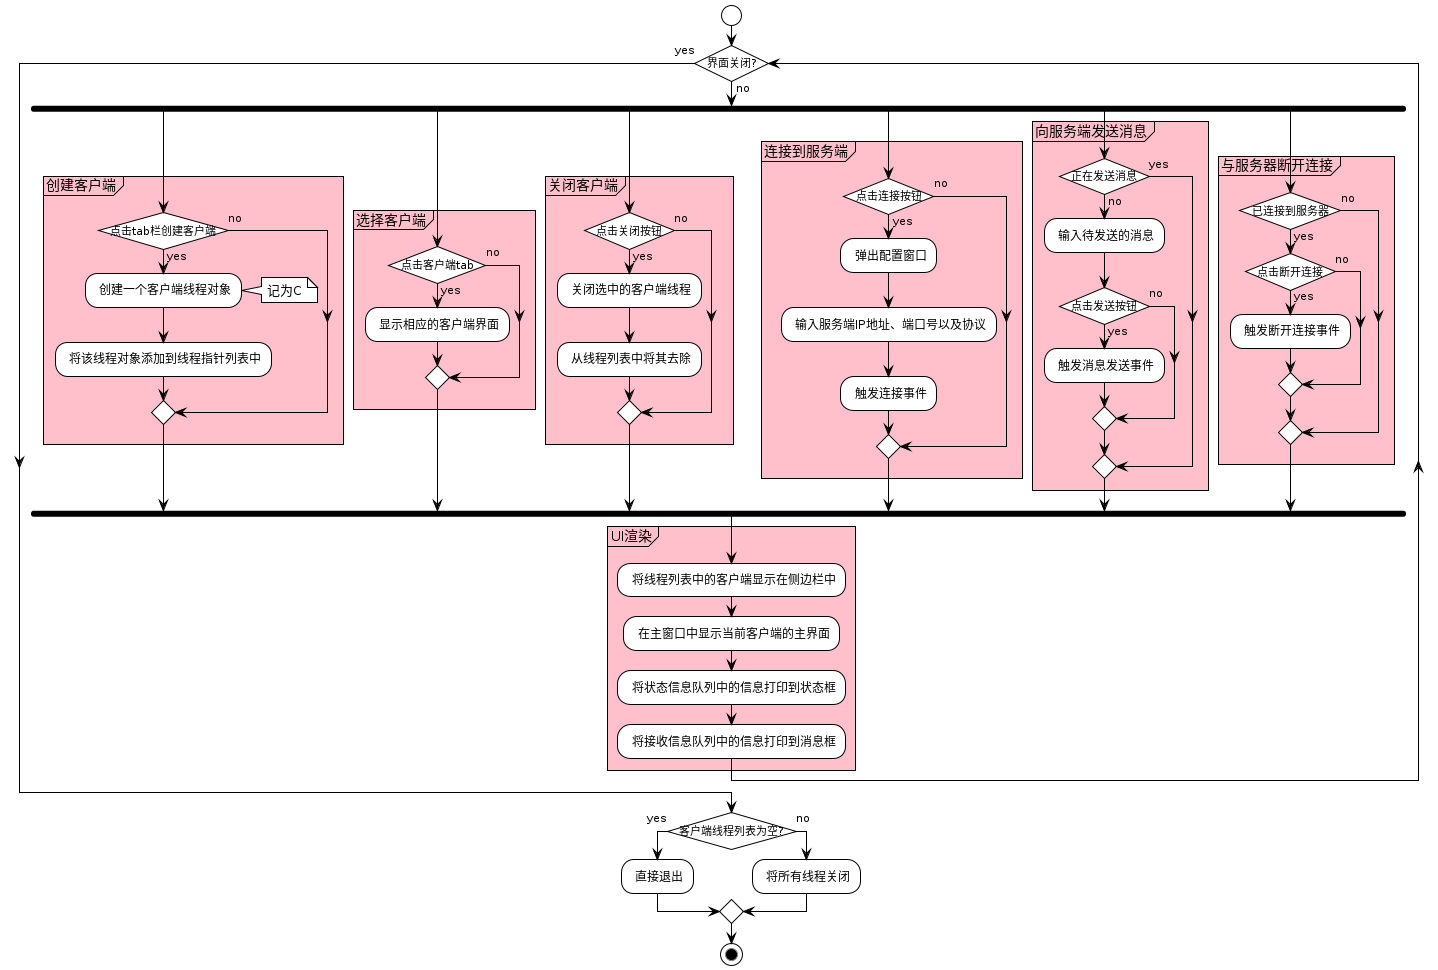 yes
界面关闭?
no
创建客户端
点击tab栏创建客户端
no
yes
创建一个客户端线程对象
记为C
将该线程对象添加到线程指针列表中
选择客户端
点击客户端tab
no
yes
显示相应的客户端界面
关闭客户端
点击关闭按钮
no
yes
关闭选中的客户端线程
从线程列表中将其去除
连接到服务端
点击连接按钮
no
yes
弹出配置窗口
输入服务端IP地址、端口号以及协议
触发连接事件
向服务端发送消息
正在发送消息
yes
no
输入待发送的消息
点击发送按钮
no
yes
触发消息发送事件
与服务器断开连接
已连接到服务器
no
yes
点击断开连接
no
yes
触发断开连接事件
UI渲染
将线程列表中的客户端显示在侧边栏中
在主窗口中显示当前客户端的主界面
将状态信息队列中的信息打印到状态框
将接收信息队列中的信息打印到消息框
yes
客户端线程列表为空?
no
直接退出
将所有线程关闭